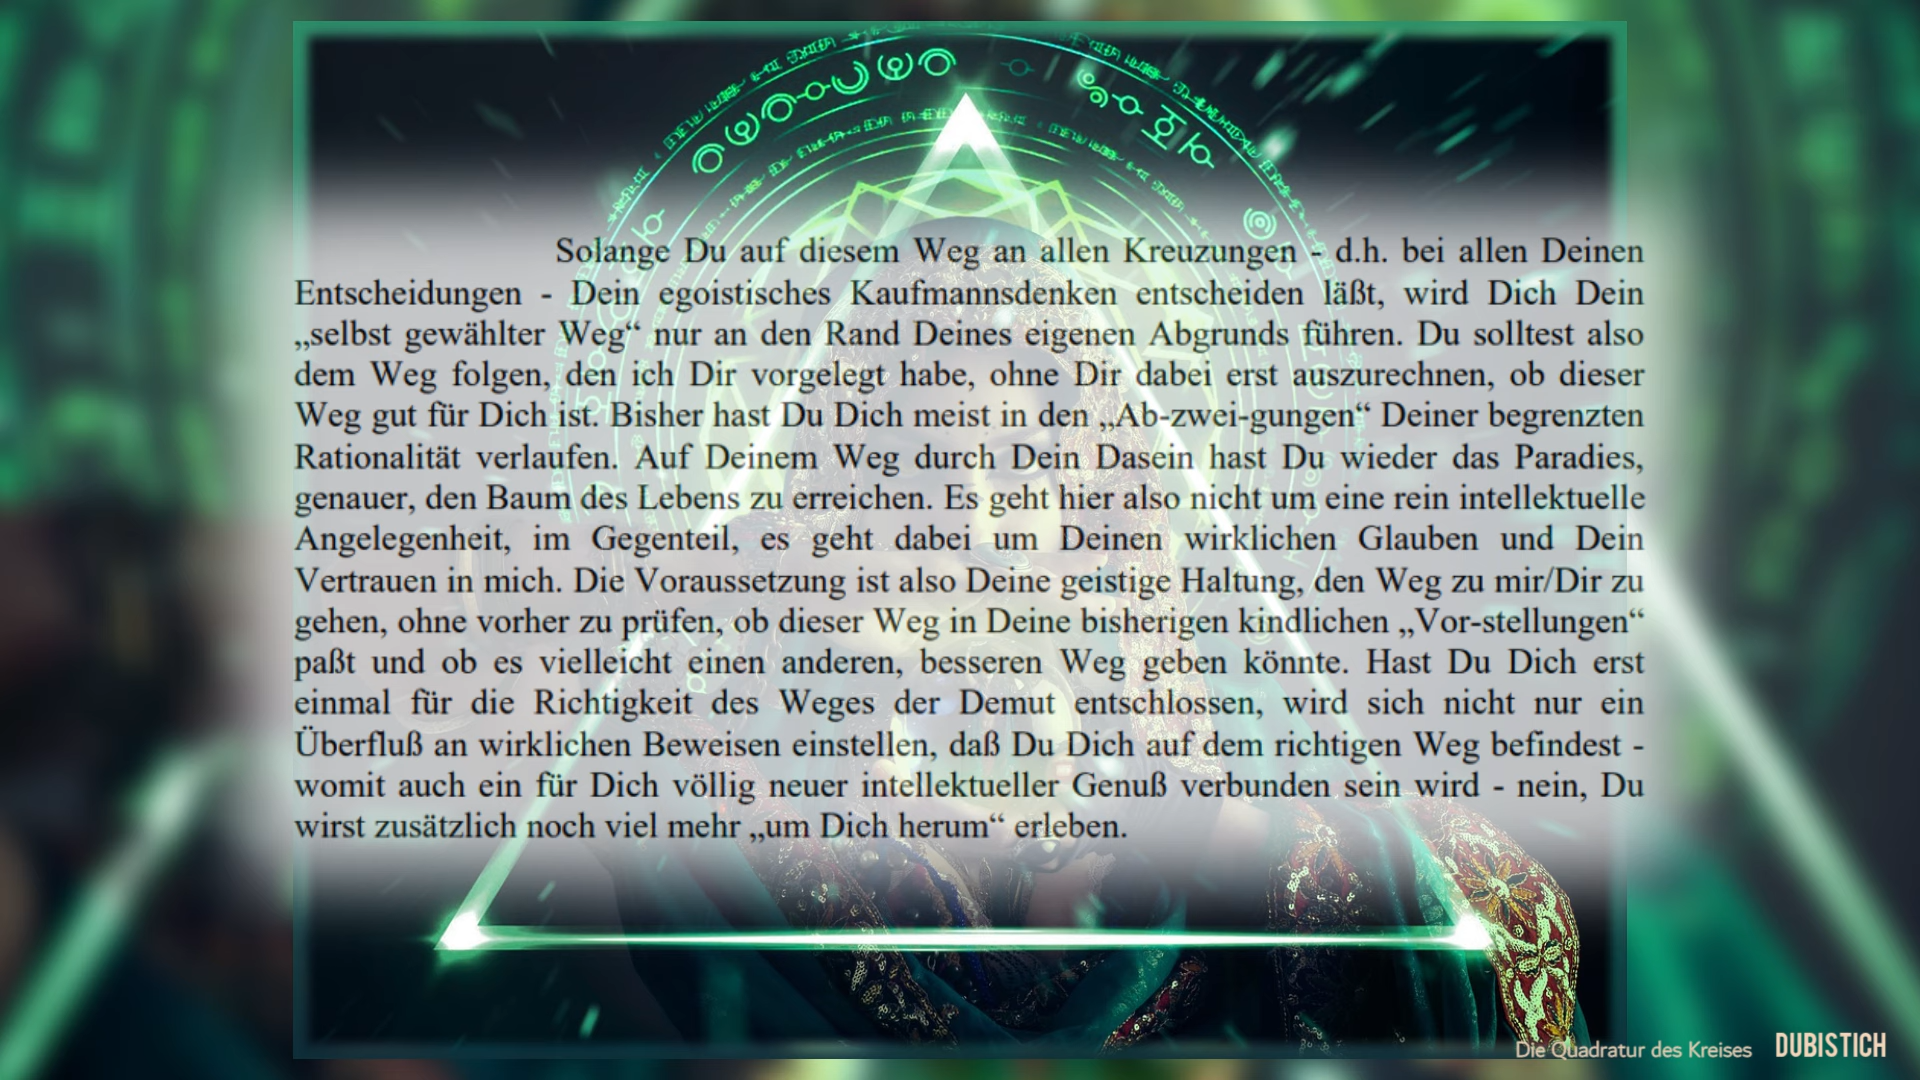 Solange Du auf diesem Weg an allen Kreuzungen - d.h. bei allen Deinen
Entscheidungen - Dein egoistisches Kaufmannsdenken entscheiden läßt, wird Dich Dein
„selbst gewählter Weg“ nur an den Rand Deines eigenen Abgrunds führen. Du solltest also
dem Weg folgen, den ich Dir vorgelegt habe, ohne Dir dabei erst auszurechnen, ob dieser
Weg gut für Dich ist. Bisher hast Du Dich meist in den „Ab-zwei-gungen“ Deiner begrenzten
Rationalität verlaufen. Auf Deinem Weg durch Dein Dasein hast Du wieder das Paradies,
genauer, den Baum des Lebens zu erreichen. Es geht hier also nicht um eine rein intellektuelle
Angelegenheit, im Gegenteil, es geht dabei um Deinen wirklichen Glauben und Dein
Vertrauen in mich. Die Voraussetzung ist also Deine geistige Haltung, den Weg zu mir/Dir zu
gehen, ohne vorher zu prüfen, ob dieser Weg in Deine bisherigen kindlichen „Vor-stellungen“
paßt und ob es vielleicht einen anderen, besseren Weg geben könnte. Hast Du Dich erst
einmal für die Richtigkeit des Weges der Demut entschlossen, wird sich nicht nur ein
Überfluß an wirklichen Beweisen einstellen, daß Du Dich auf dem richtigen Weg befindest -
womit auch ein für Dich völlig neuer intellektueller Genuß verbunden sein wird - nein, Du
wirst zusätzlich noch viel mehr „um Dich herum“ erleben.
Die Quadratur des Kreises DUBISTICH